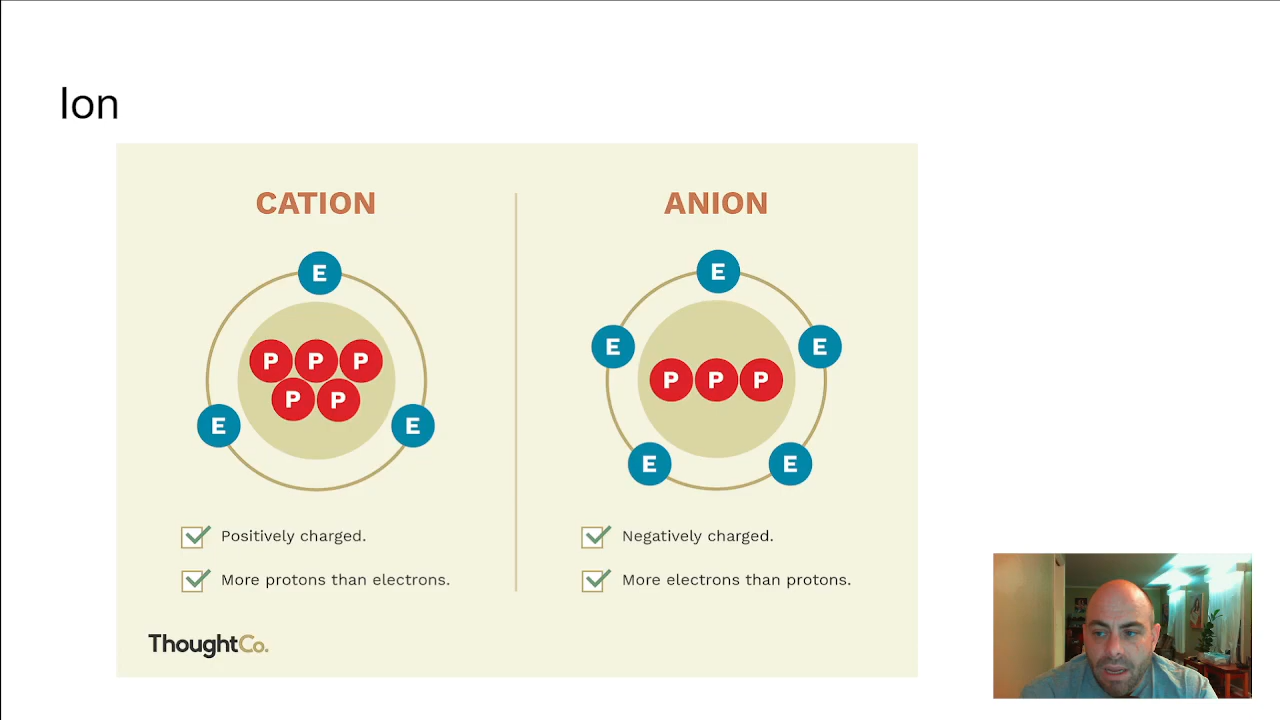 Ion
CATION
E
P P P
P P
E E
Positively charged.
More protons than electrons.
ANION
E
E E
P P P
E E
Negatively charged.
More electrons than protons.
ThoughtCo.